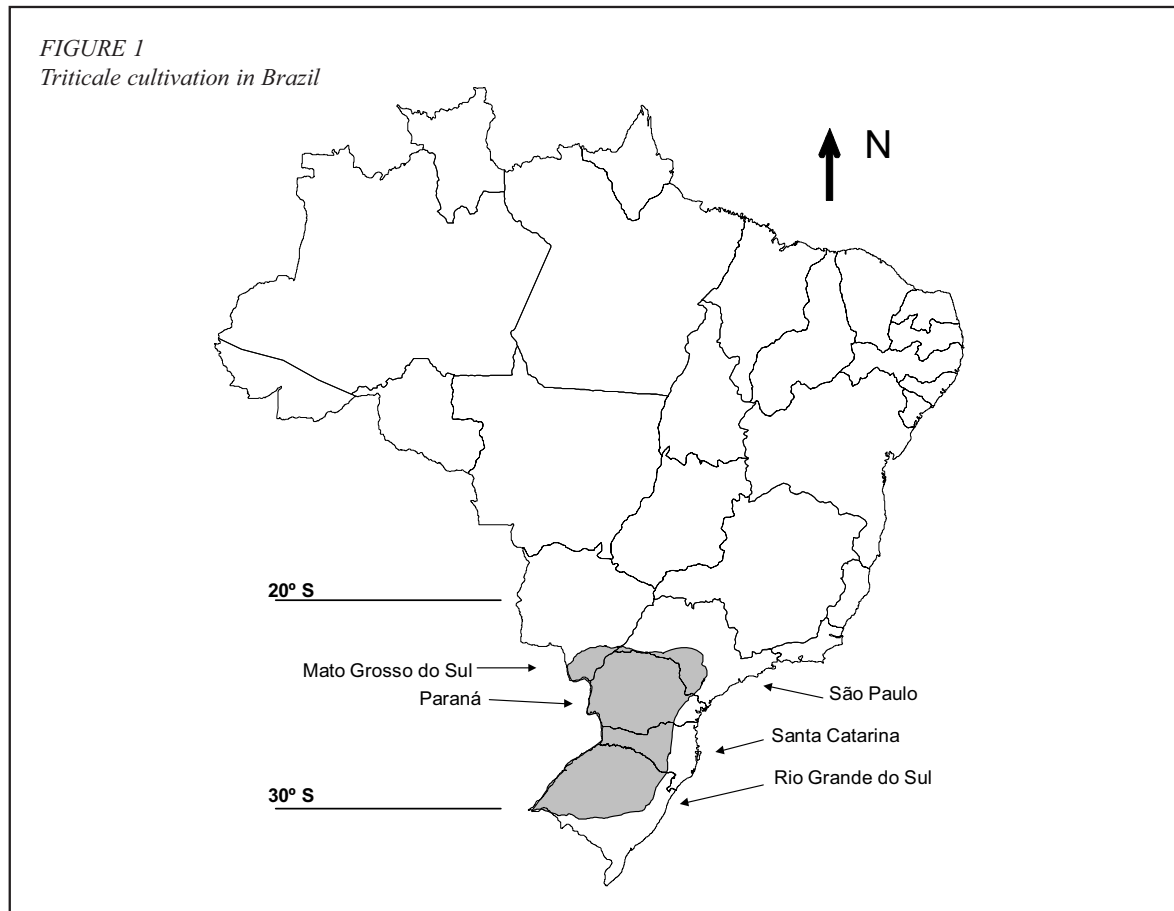 FIGURE 1
Triticale cultivation in Brazil
N
20º S
Mato Grosso do Sul
Paraná
São Paulo
Santa Catarina
Rio Grande do Sul
30º S